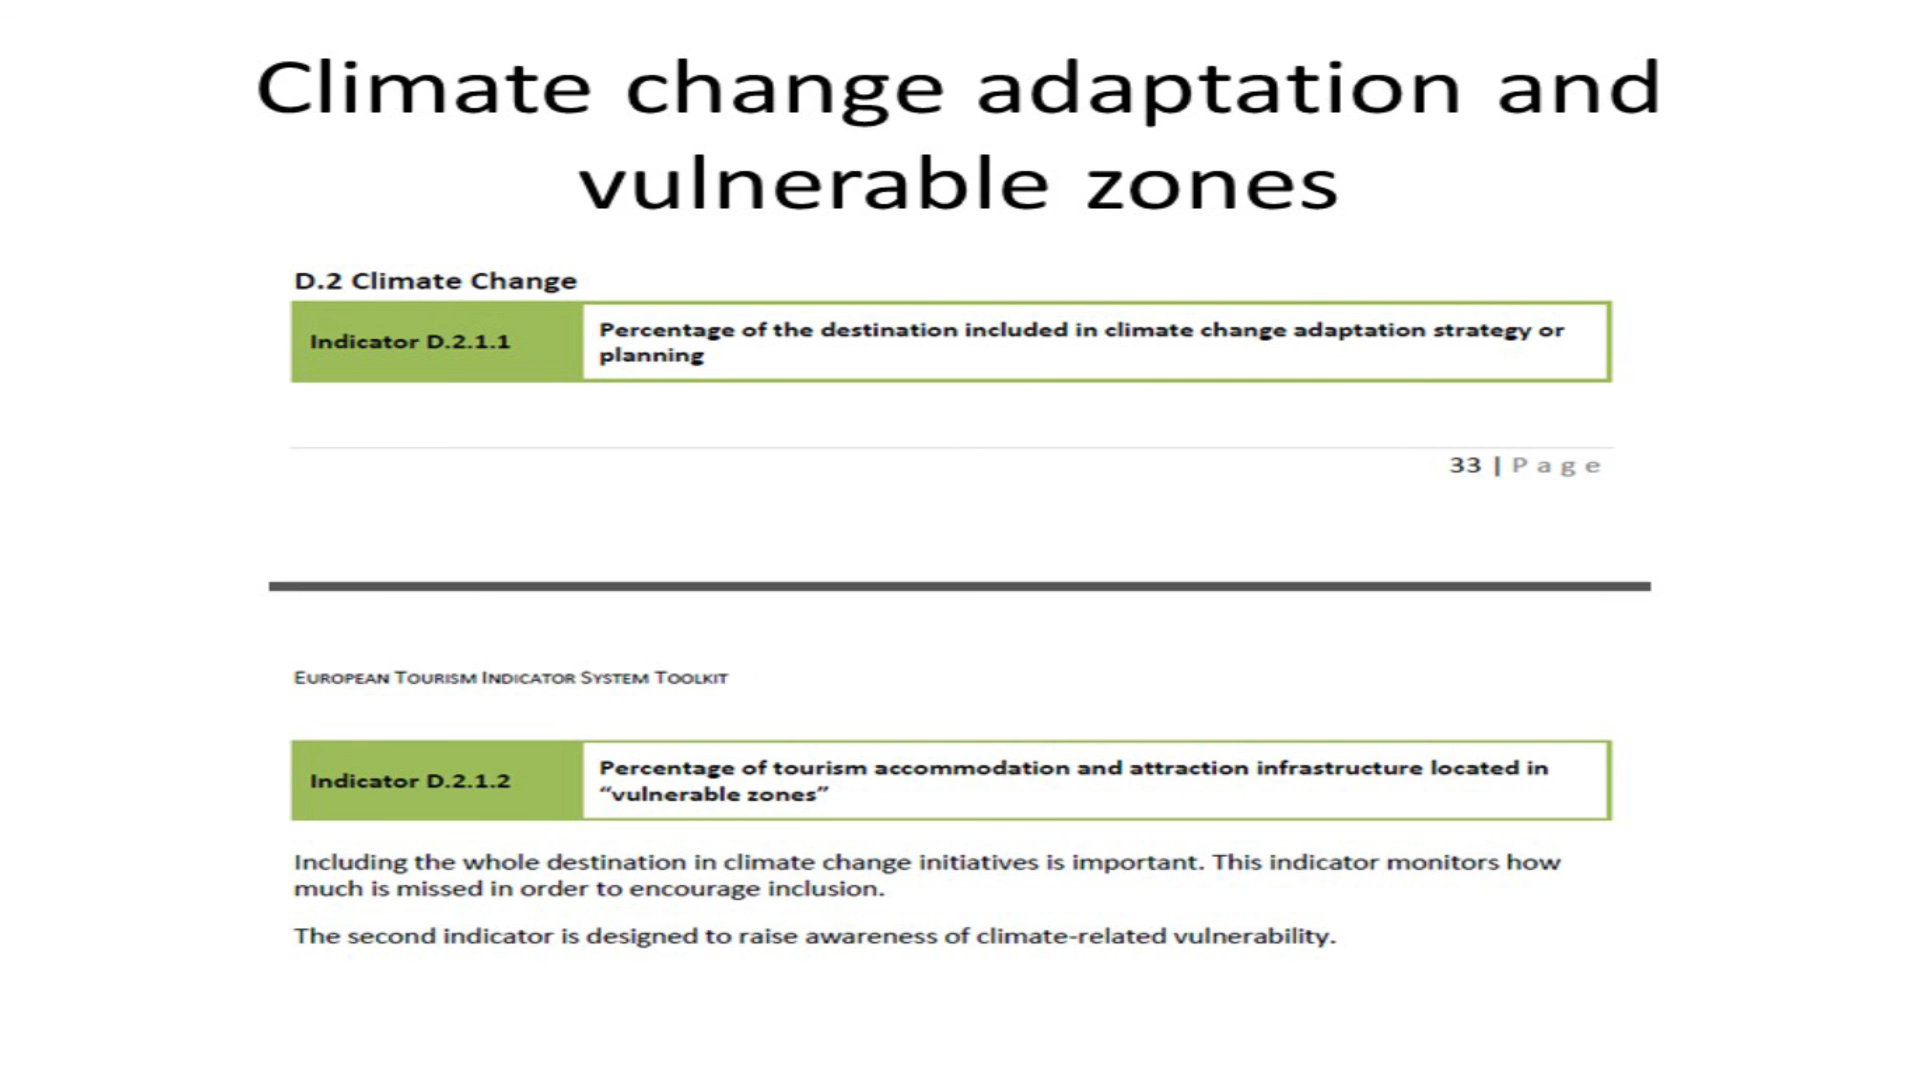 Climate change adaptation and
vulnerable zones
D.2 Climate Change
Indicator D.2.1.1
Percentage of the destination included in climate change adaptation strategy or
planning
33 | Page
EUROPEAN TOURISM INDICATOR SYSTEM TOOLKIT
Indicator D.2.1.2
Percentage of tourism accommodation and attraction infrastructure located in
“vulnerable zones”
Including the whole destination in climate change initiatives is important. This indicator monitors how
much is missed in order to encourage inclusion.
The second indicator is designed to raise awareness of climate-related vulnerability.